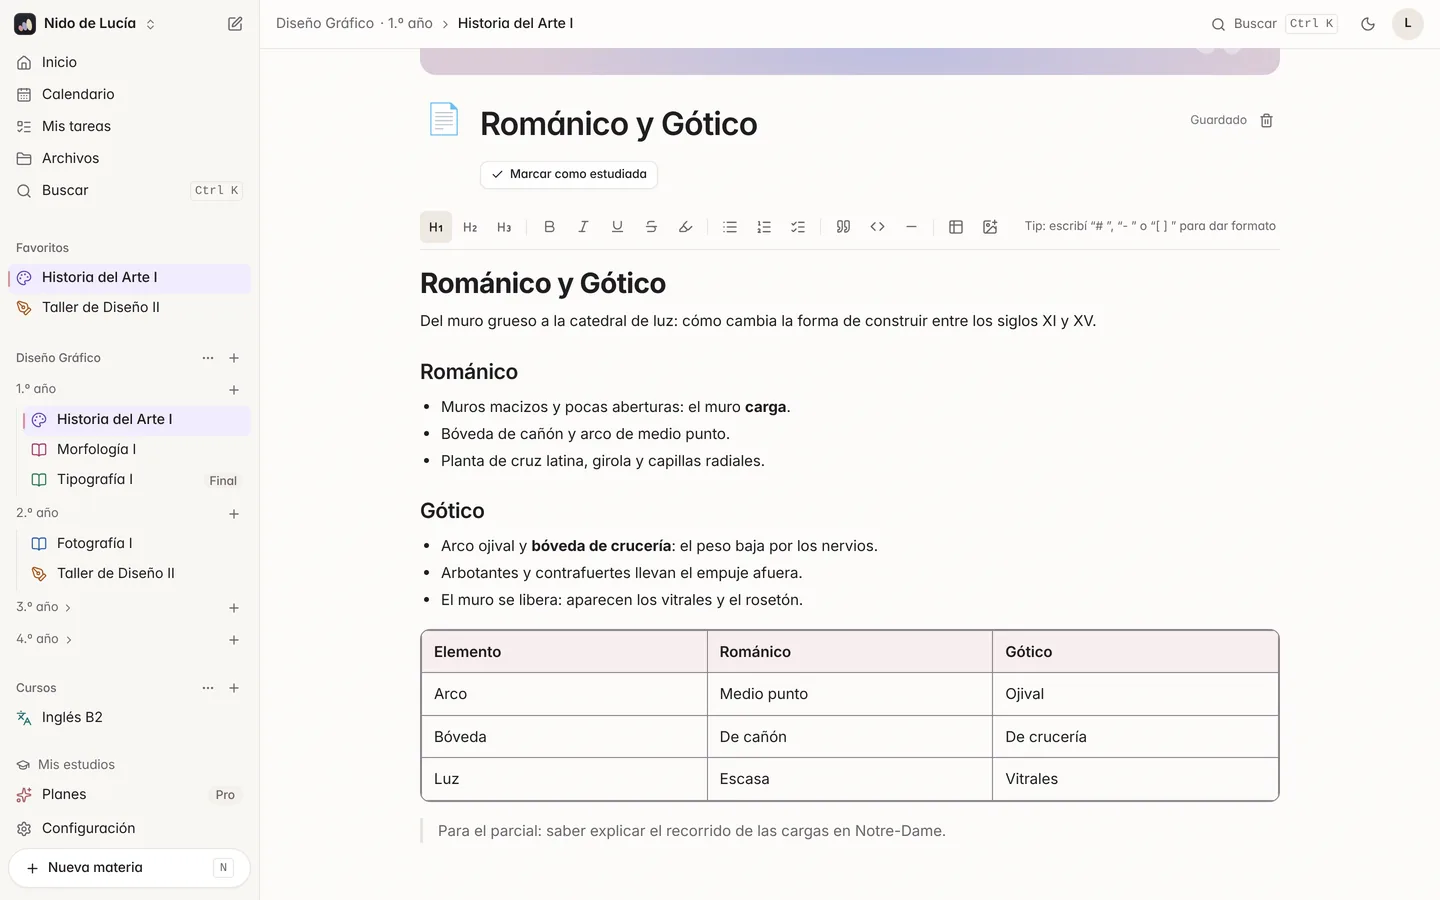 Nido de Lucía
Inicio
Calendario
Mis tareas
Archivos
Buscar Ctrl K
Favoritos
Historia del Arte I
Taller de Diseño II
Diseño Gráfico
1.º año
Historia del Arte I
Morfología I
Tipografía I Final
2.º año
Fotografía I
Taller de Diseño II
3.º año
4.º año
Cursos
Inglés B2
Mis estudios
Planes Pro
Configuración
Nueva materia N
Diseño Gráfico · 1.º año › Historia del Arte I
Buscar Ctrl K L
Románico y Gótico
Guardado
Marcar como estudiada
H1 H2 H3 B I U S Tip: escribí “# ”, “- ” o “[ ] ” para dar formato
Románico y Gótico
Del muro grueso a la catedral de luz: cómo cambia la forma de construir entre los siglos XI y XV.
Románico
• Muros macizos y pocas aberturas: el muro carga.
• Bóveda de cañón y arco de medio punto.
• Planta de cruz latina, girola y capillas radiales.
Gótico
• Arco ojival y bóveda de crucería: el peso baja por los nervios.
• Arbotantes y contrafuertes llevan el empuje afuera.
• El muro se libera: aparecen los vitrales y el rosetón.
Elemento Románico Gótico
Arco Medio punto Ojival
Bóveda De cañón De crucería
Luz Escasa Vitrales
Para el parcial: saber explicar el recorrido de las cargas en Notre-Dame.